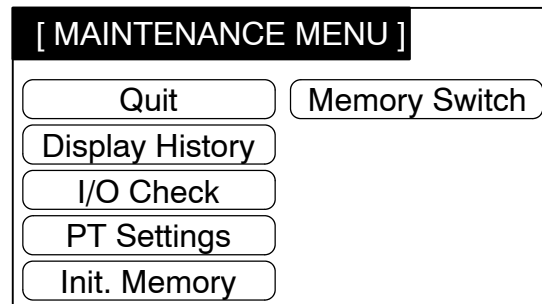 [ MAINTENANCE MENU ]
Quit Memory Switch
Display History
I/O Check
PT Settings
Init. Memory